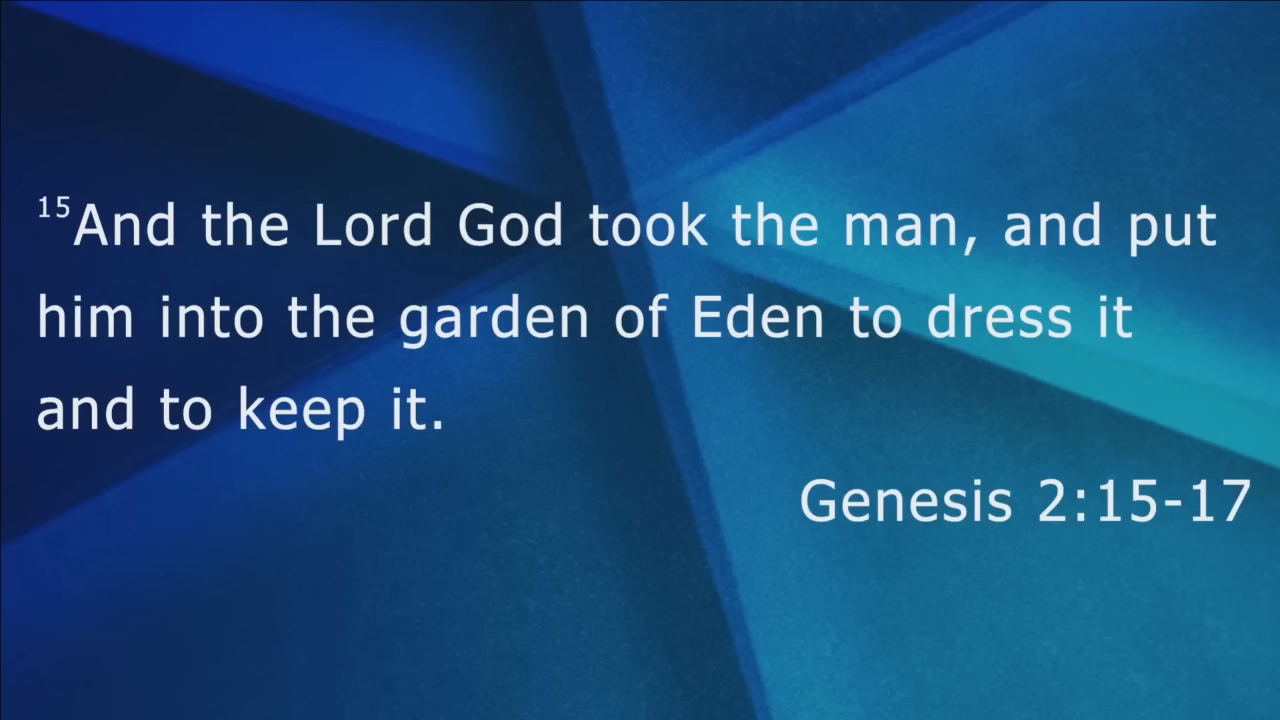 ¹⁵And the Lord God took the man, and put
him into the garden of Eden to dress it
and to keep it.
Genesis 2:15-17